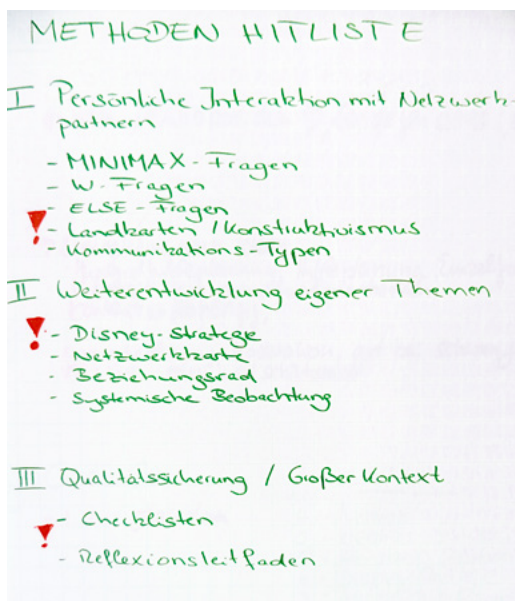 METHODEN HITLISTE
I Persönliche Interaktion mit Netzwerk-
partnern
- MINIMAX-Fragen
- W-Fragen
- ELSE-Fragen
! - Landkarten / Konstruktivismus
- Kommunikations-Typen
II Weiterentwicklung eigener Themen
! - Disney-Strategie
- Netzwerkkarte
- Beziehungsrad
- Systemische Beobachtung
III Qualitätssicherung / Großer Kontext
! - Checklisten
- Reflexionsleitfaden